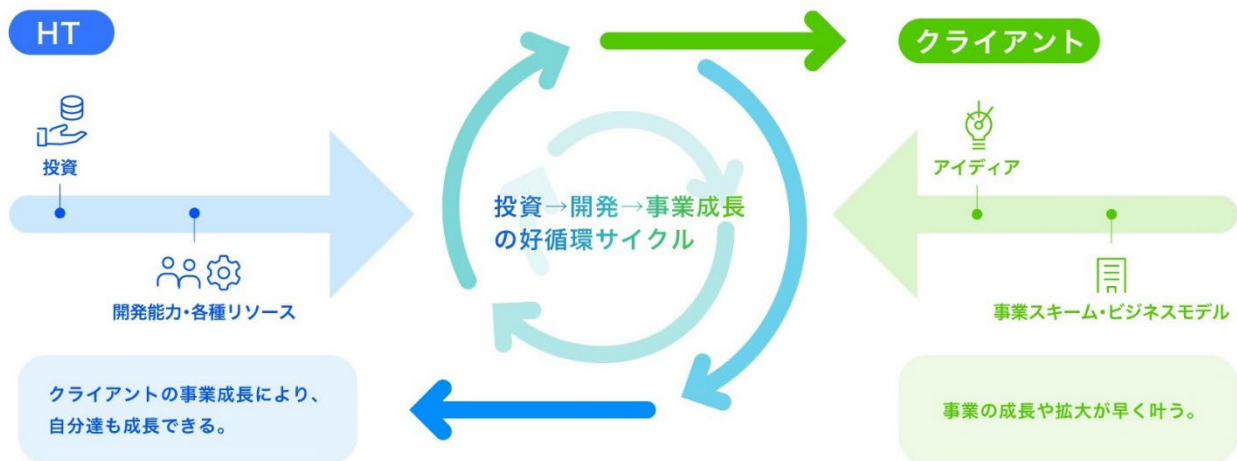 HT
クライアント
投資
アイディア
投資→開発→事業成長
の好循環サイクル
開発能力・各種リソース
事業スキーム・ビジネスモデル
クライアントの事業成長により、
自分達も成長できる。
事業の成長や拡大が早く叶う。